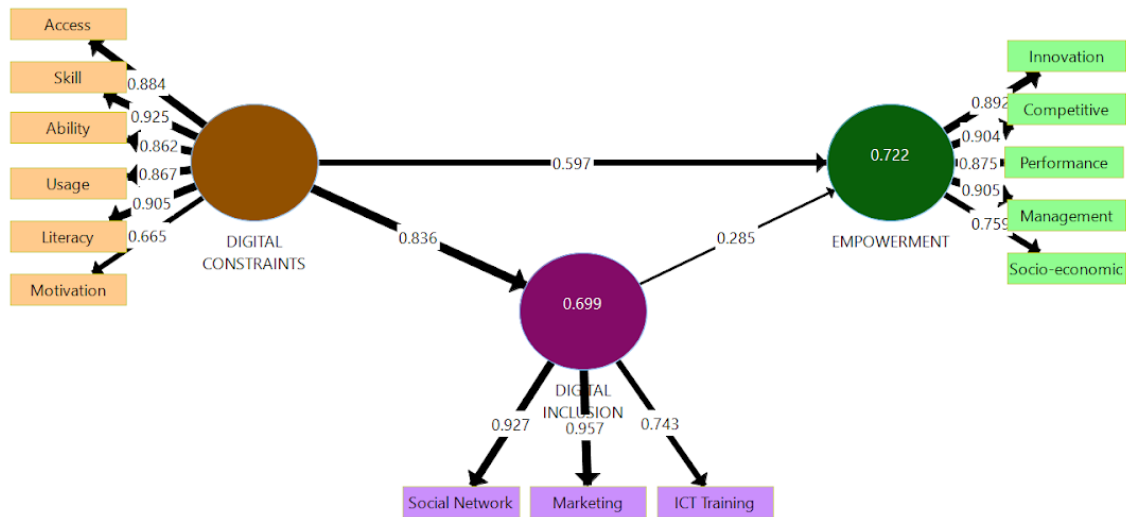 Access
Skill
Ability
Usage
Literacy
Motivation
0.884
0.925
0.862
0.867
0.905
0.665
DIGITAL
CONSTRAINTS
0.597
0.836
0.285
0.699
DIGITAL
INCLUSION
0.927
0.957
0.743
Social Network
Marketing
ICT Training
0.722
EMPOWERMENT
0.892
0.904
0.875
0.905
0.759
Innovation
Competitive
Performance
Management
Socio-economic